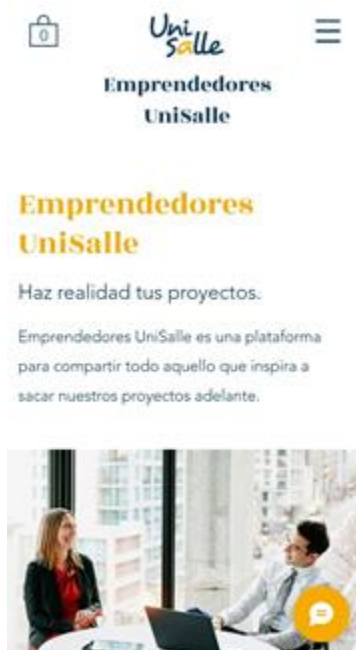 0
Uni
Salle
Emprendedores
UniSalle
Emprendedores
UniSalle
Haz realidad tus proyectos.
Emprendedores UniSalle es una plataforma
para compartir todo aquello que inspira a
sacar nuestros proyectos adelante.